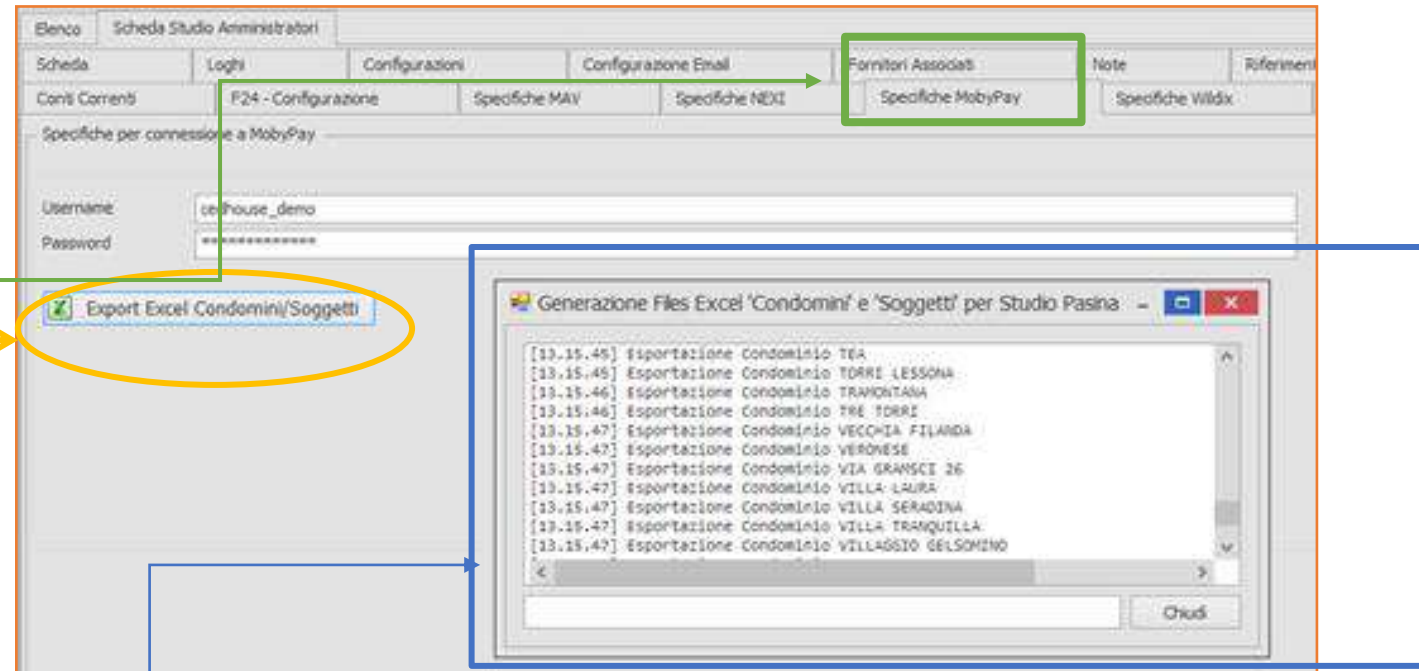 Elenco Scheda Studio Amministratori
Scheda Loghi Configurazioni Configurazione Email Fornitori Associati Note Riferiment
Conti Correnti F24 - Configurazione Specifiche MAV Specifiche NEXI Specifiche MobyPay Specifiche Wildix
Specifiche per connessione a MobyPay
Username cedhouse_demo
Password *************
Export Excel Condomini/Soggetti
Generazione Files Excel 'Condomini' e 'Soggetti' per Studio Pasina
[13.15.45] Esportazione Condominio TEA
[13.15.45] Esportazione Condominio TORRI LESSONA
[13.15.46] Esportazione Condominio TRAMONTANA
[13.15.46] Esportazione Condominio TRE TORRI
[13.15.47] Esportazione Condominio VECCHIA FILANDA
[13.15.47] Esportazione Condominio VERONESE
[13.15.47] Esportazione Condominio VIA GRAMSCI 26
[13.15.47] Esportazione Condominio VILLA LAURA
[13.15.47] Esportazione Condominio VILLA SERADINA
[13.15.47] Esportazione Condominio VILLA TRANQUILLA
[13.15.47] Esportazione Condominio VILLAGGIO GELSOMINO
Chiudi